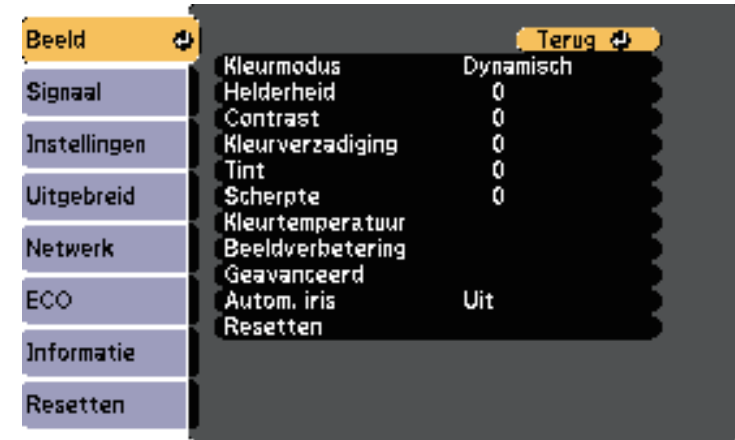 Beeld
Signaal
Instellingen
Uitgebreid
Netwerk
ECO
Informatie
Resetten
Terug
Kleurmodus Dynamisch
Helderheid 0
Contrast 0
Kleurverzadiging 0
Tint 0
Scherpte 0
Kleurtemperatuur
Beeldverbetering
Geavanceerd
Autom. iris Uit
Resetten